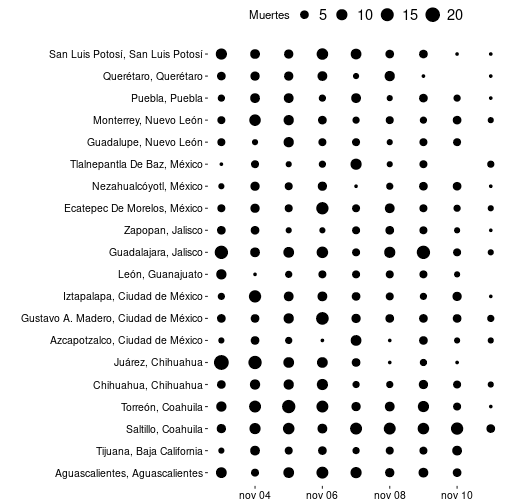 Muertes 5 10 15 20
San Luis Potosí, San Luis Potosí
Querétaro, Querétaro
Puebla, Puebla
Monterrey, Nuevo León
Guadalupe, Nuevo León
Tlalnepantla De Baz, México
Nezahualcóyotl, México
Ecatepec De Morelos, México
Zapopan, Jalisco
Guadalajara, Jalisco
León, Guanajuato
Iztapalapa, Ciudad de México
Gustavo A. Madero, Ciudad de México
Azcapotzalco, Ciudad de México
Juárez, Chihuahua
Chihuahua, Chihuahua
Torreón, Coahuila
Saltillo, Coahuila
Tijuana, Baja California
Aguascalientes, Aguascalientes
nov 04 nov 06 nov 08 nov 10